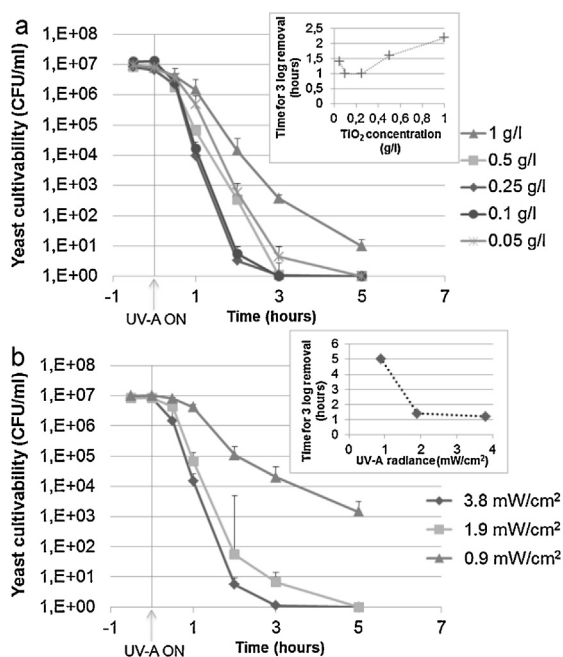 a
Yeast cultivability (CFU/ml)
1,E+08
1,E+07
1,E+06
1,E+05
1,E+04
1,E+03
1,E+02
1,E+01
1,E+00
-1
1
3
5
7
UV-A ON
Time (hours)
Time for 3 log removal
(hours)
2,5
2
1,5
1
0,5
0
0
0,2
0,4
0,6
0,8
1
TiO2 concentration
(g/l)
1 g/l
0.5 g/l
0.25 g/l
0.1 g/l
0.05 g/l
b
Yeast cultivability (CFU/ml)
1,E+08
1,E+07
1,E+06
1,E+05
1,E+04
1,E+03
1,E+02
1,E+01
1,E+00
-1
1
3
5
7
UV-A ON
Time (hours)
Time for 3 log removal
(hours)
6
5
4
3
2
1
0
0
1
2
3
4
UV-A radiance(mW/cm²)
3.8 mW/cm²
1.9 mW/cm²
0.9 mW/cm²